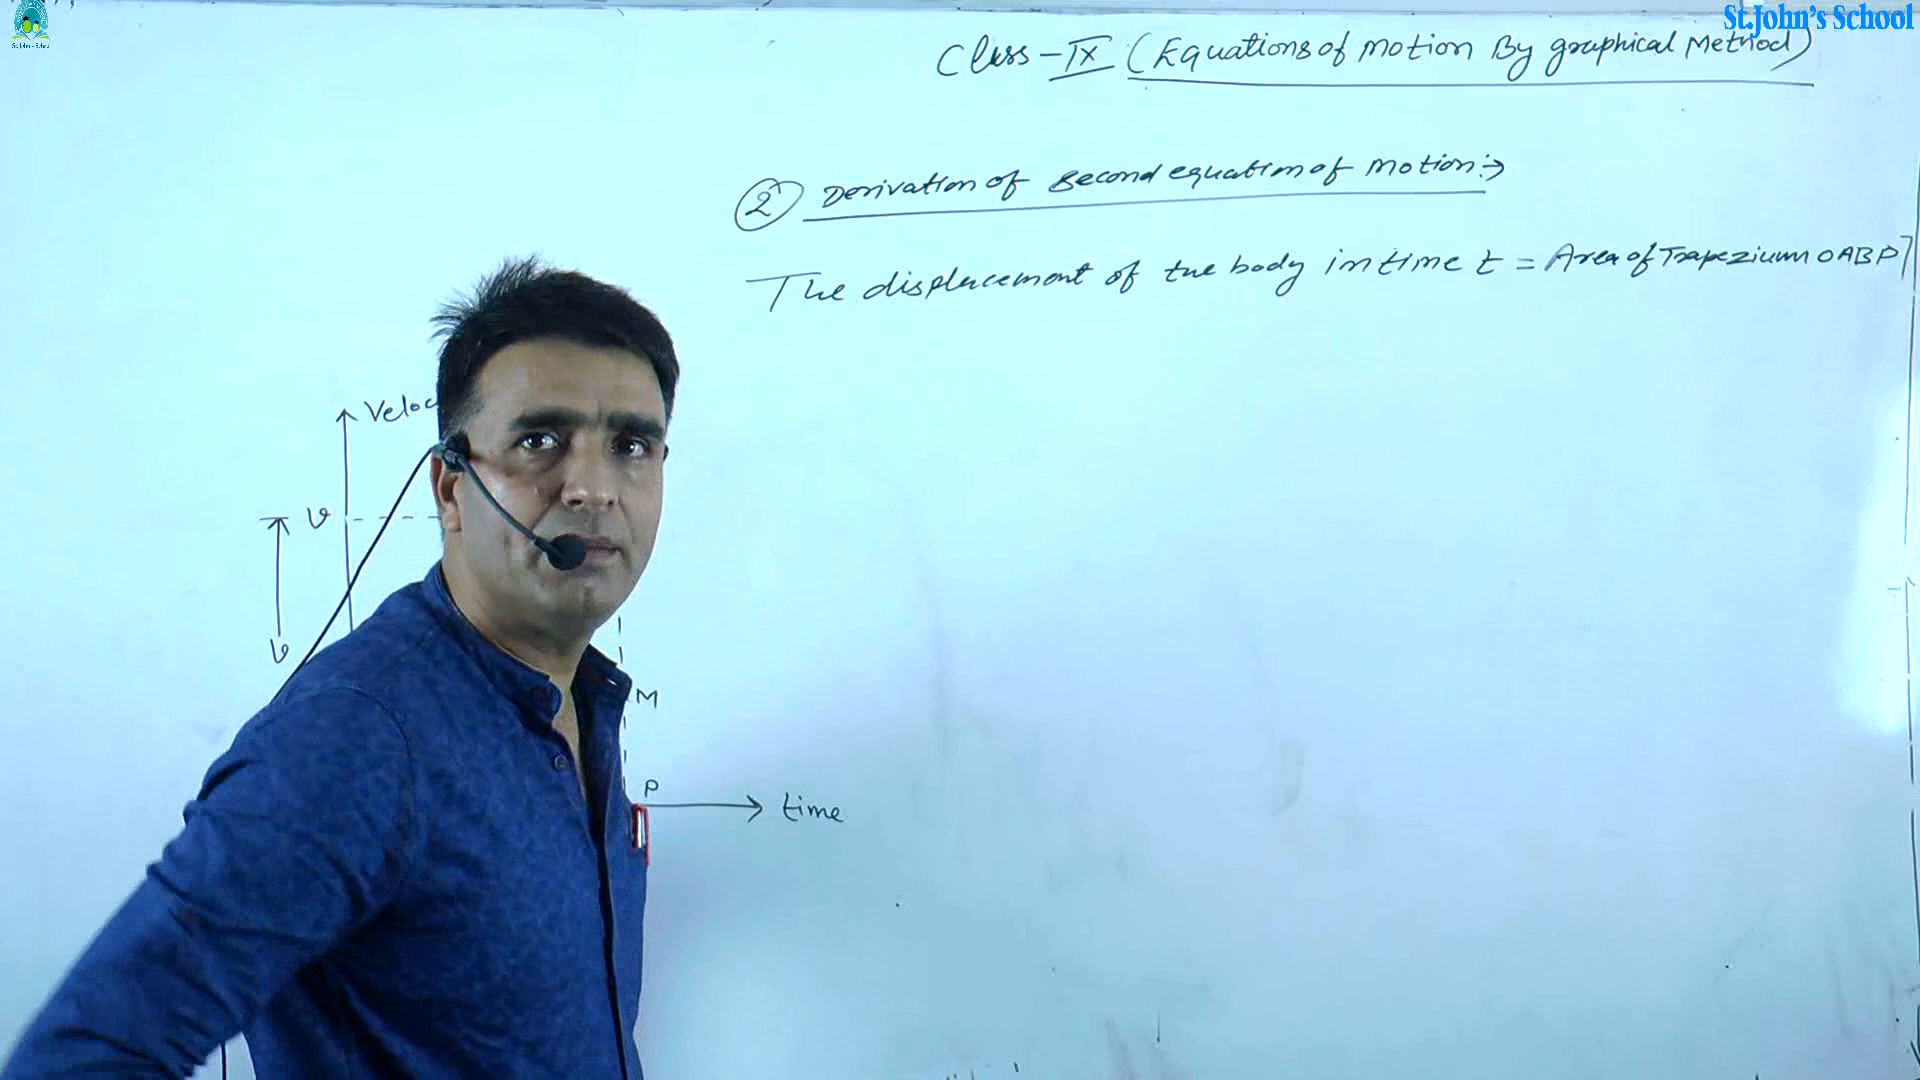 St.John's School
Class - IX (Equations of Motion By graphical Method)
② Derivation of second equation of motion:→
The displacement of the body in time t = Area of Trapezium OABP
Veloc
v
v
M
P
time